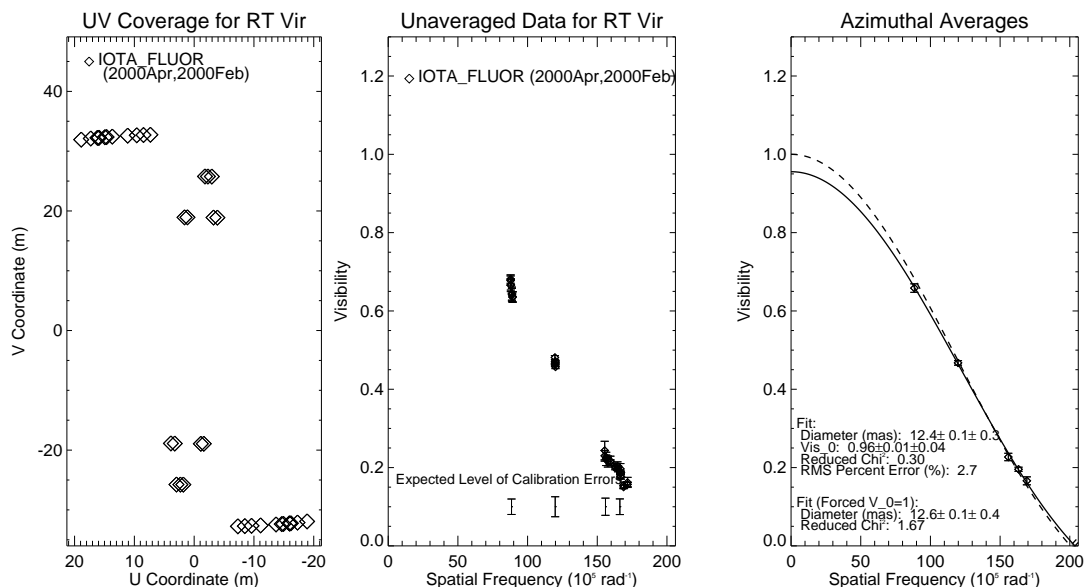 UV Coverage for RT Vir
IOTA_FLUOR
(2000Apr,2000Feb)
V Coordinate (m)
40
20
0
-20
20
10
0
-10
-20
U Coordinate (m)
Unaveraged Data for RT Vir
IOTA_FLUOR (2000Apr,2000Feb)
Visibility
1.2
1.0
0.8
0.6
0.4
0.2
0.0
Expected Level of Calibration Errors
0
50
100
150
200
Spatial Frequency (10⁵ rad⁻¹)
Azimuthal Averages
Visibility
1.2
1.0
0.8
0.6
0.4
0.2
0.0
Fit:
Diameter (mas): 12.4± 0.1± 0.3
Vis_0: 0.96±0.01±0.04
Reduced Chi²: 0.30
RMS Percent Error (%): 2.7
Fit (Forced V_0=1):
Diameter (mas): 12.6± 0.1± 0.4
Reduced Chi²: 1.67
0
50
100
150
200
Spatial Frequency (10⁵ rad⁻¹)